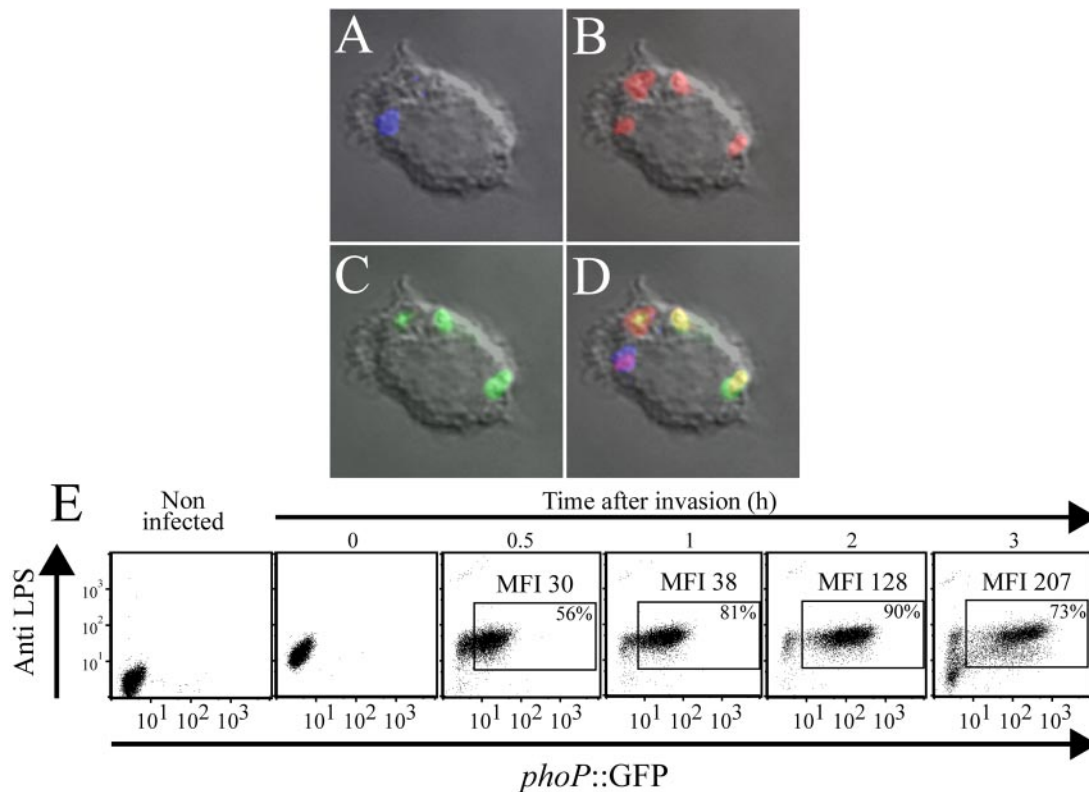 A
B
C
D
E
Non
infected
Time after invasion (h)
0
0.5
1
2
3
Anti LPS
10³
10²
10¹
MFI 30
56%
MFI 38
81%
MFI 128
90%
MFI 207
73%
10¹ 10² 10³
10¹ 10² 10³
10¹ 10² 10³
10¹ 10² 10³
10¹ 10² 10³
10¹ 10² 10³
phoP::GFP